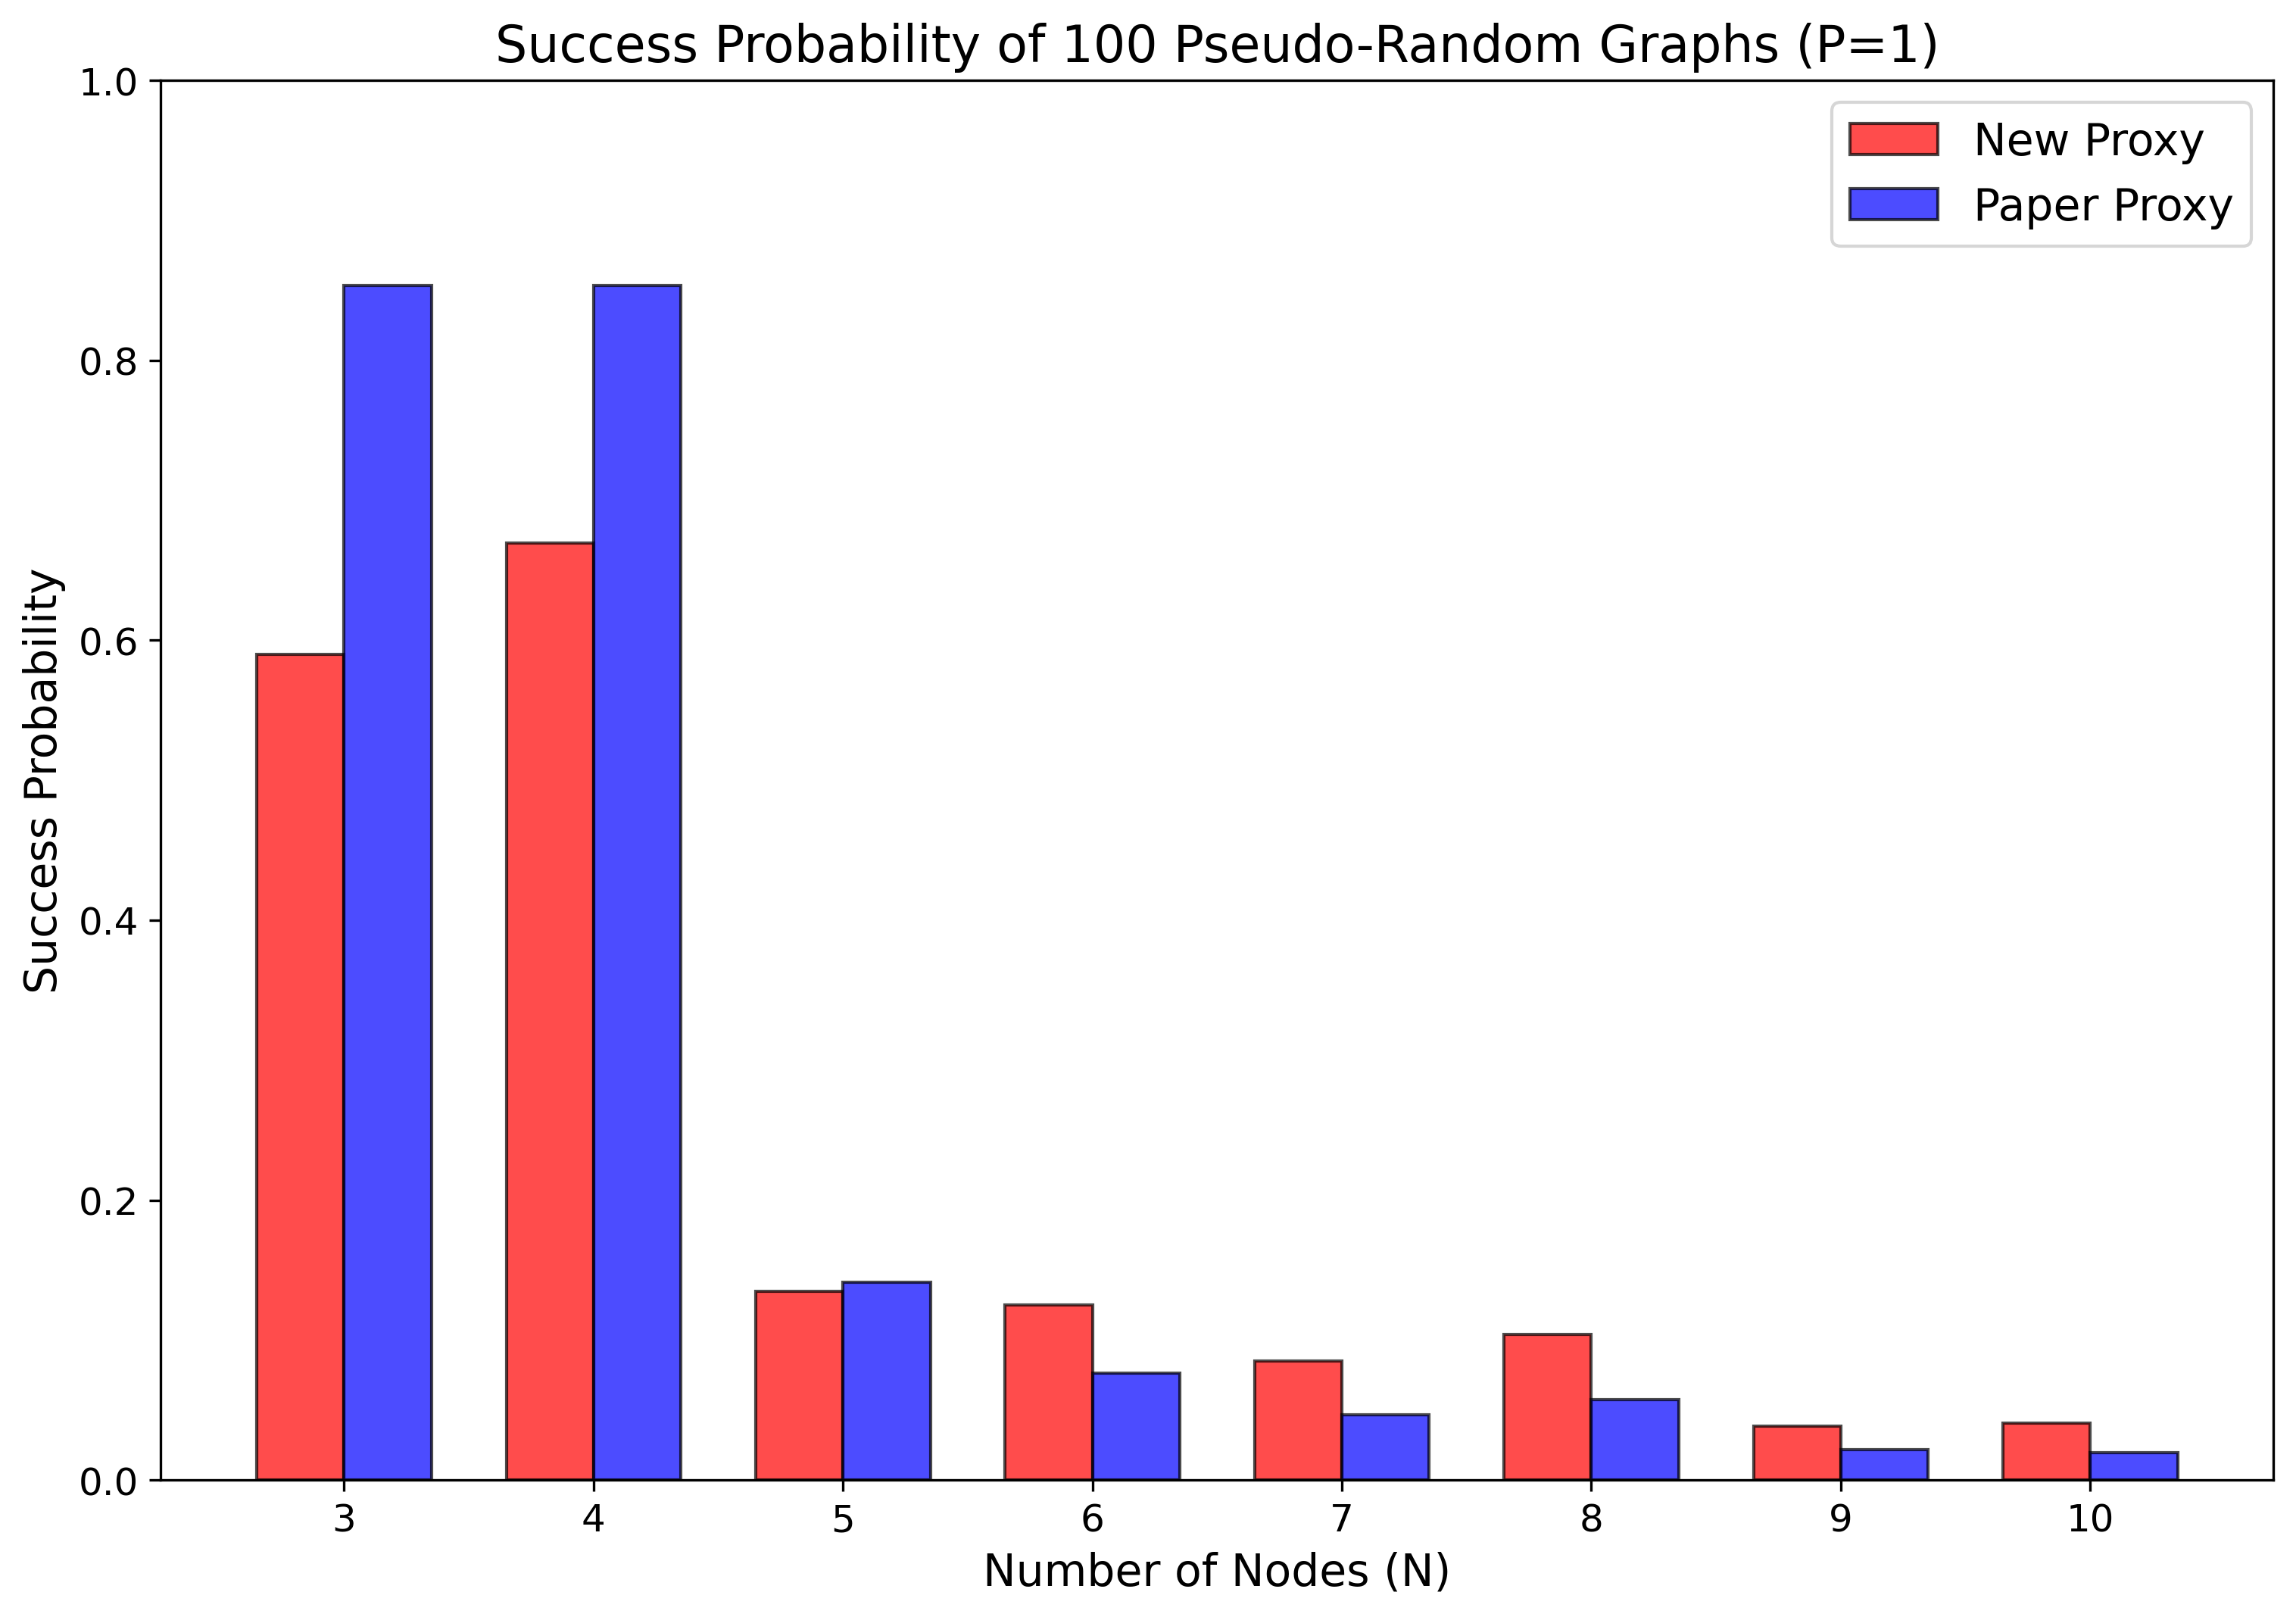 Success Probability of 100 Pseudo-Random Graphs (P=1)
New Proxy
Paper Proxy
Success Probability
1.0
0.8
0.6
0.4
0.2
0.0
3 4 5 6 7 8 9 10
Number of Nodes (N)